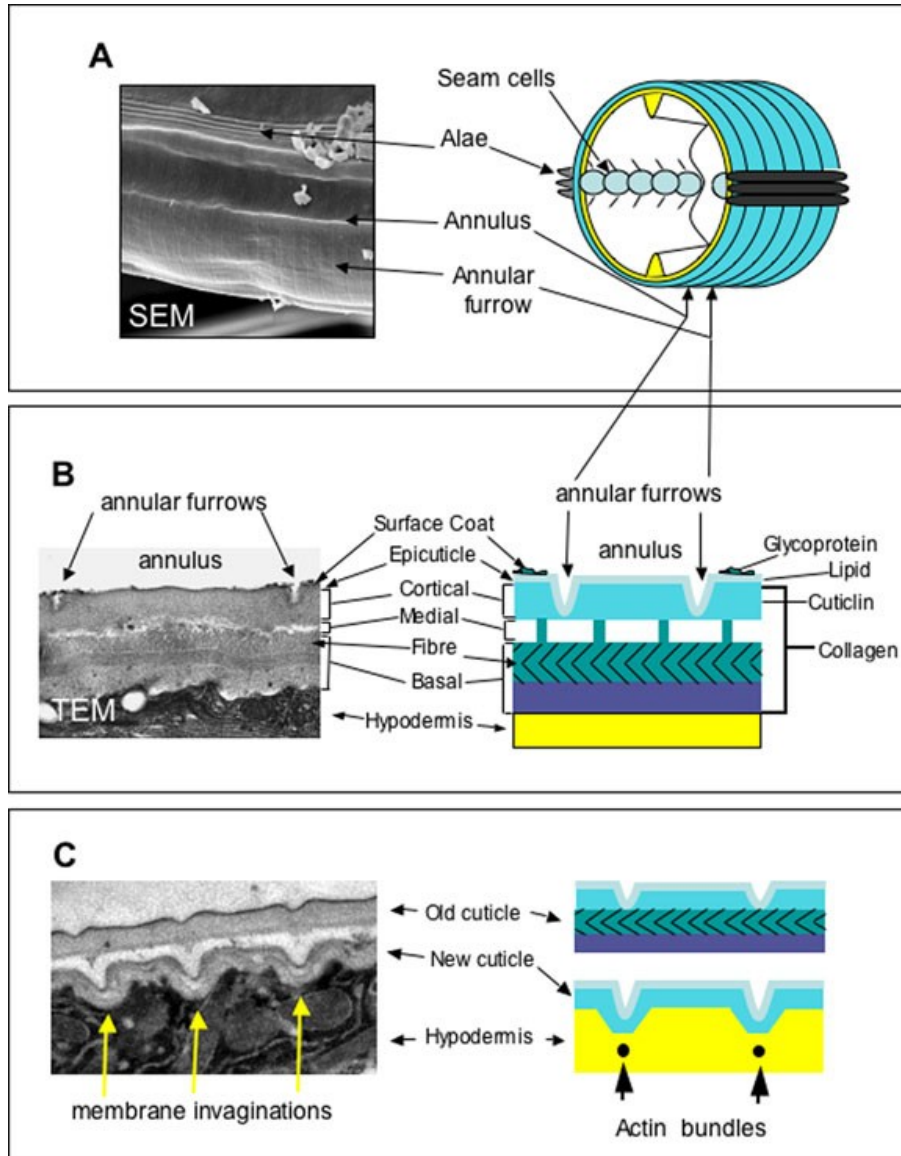 A
Seam cells
Alae
Annulus
Annular
furrow
SEM
B
annular furrows
annular furrows
Surface Coat
Glycoprotein
annulus
annulus
Epicuticle
Lipid
Cortical
Cuticlin
Medial
Fibre
Collagen
Basal
TEM
Hypodermis
C
Old cuticle
New cuticle
Hypodermis
membrane invaginations
Actin bundles